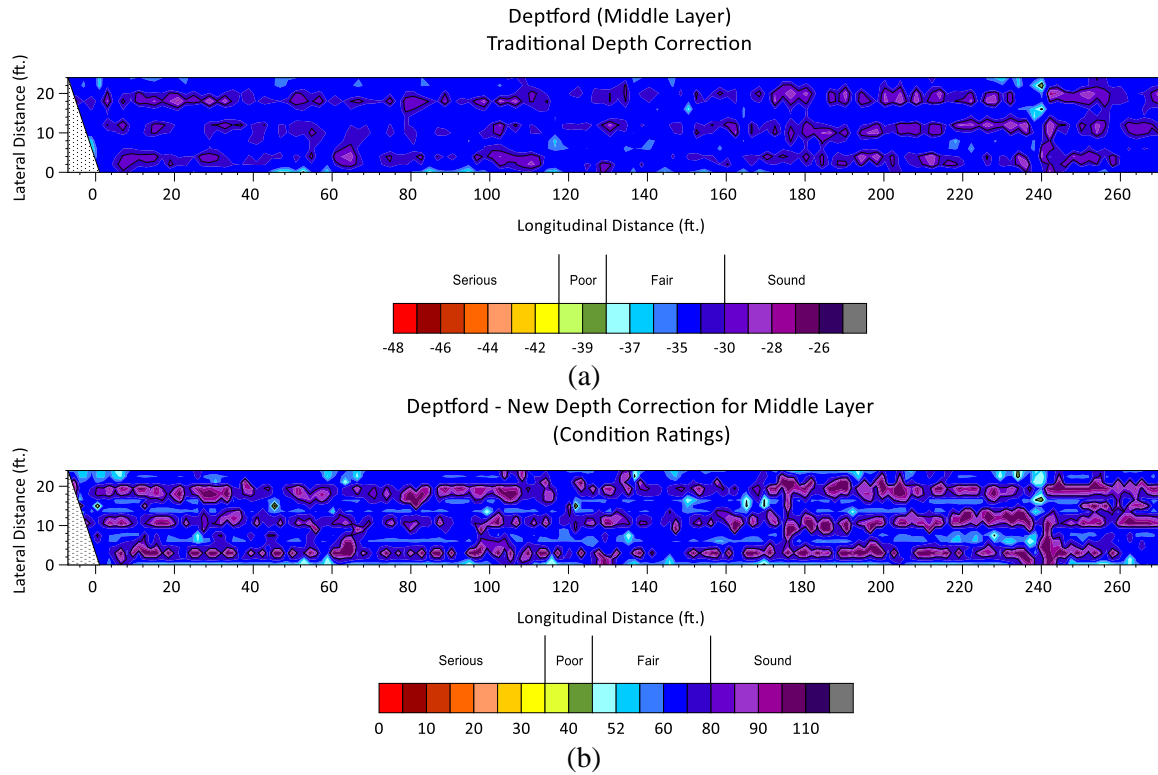 Deptford (Middle Layer)
Traditional Depth Correction
Lateral Distance (ft.)
20
10
0
0 20 40 60 80 100 120 140 160 180 200 220 240 260
Longitudinal Distance (ft.)
Serious Poor Fair Sound
-48 -46 -44 -42 -39 -37 -35 -30 -28 -26
(a)
Deptford - New Depth Correction for Middle Layer
(Condition Ratings)
Lateral Distance (ft.)
20
10
0
0 20 40 60 80 100 120 140 160 180 200 220 240 260
Longitudinal Distance (ft.)
Serious Poor Fair Sound
0 10 20 30 40 52 60 80 90 110
(b)